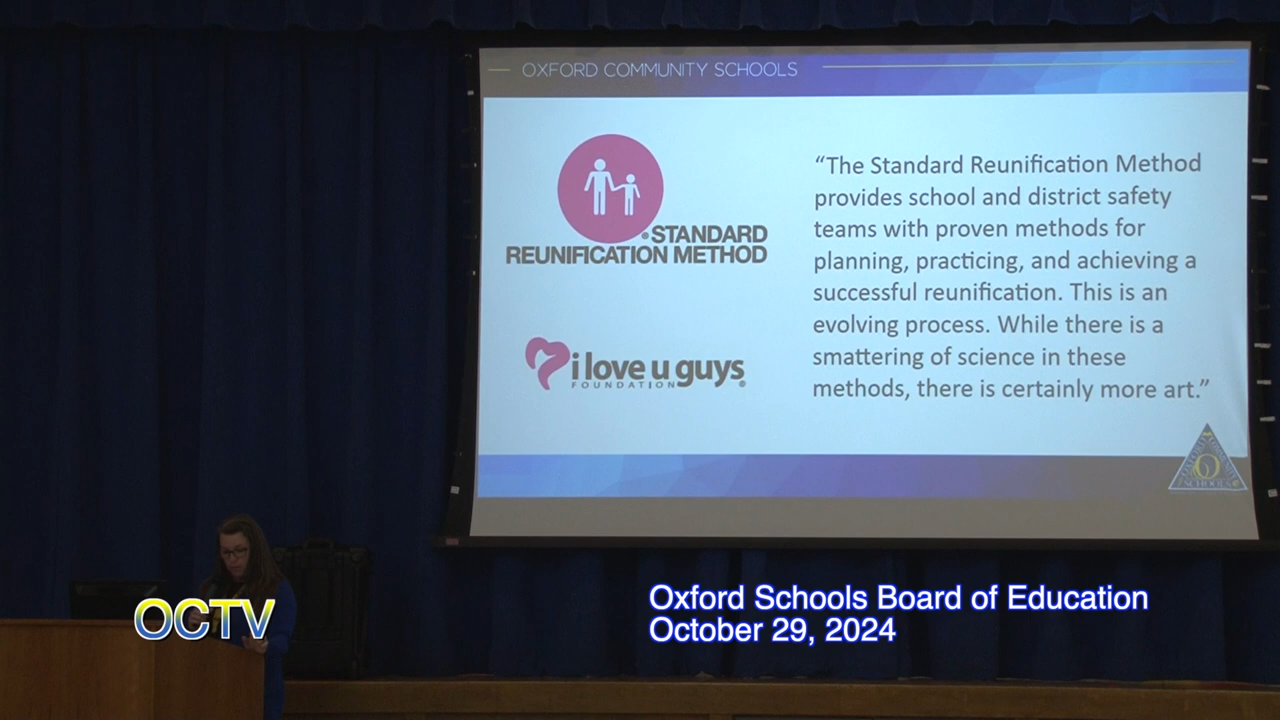 OXFORD COMMUNITY SCHOOLS
STANDARD
REUNIFICATION METHOD
i love u guys
FOUNDATION
“The Standard Reunification Method
provides school and district safety
teams with proven methods for
planning, practicing, and achieving a
successful reunification. This is an
evolving process. While there is a
smattering of science in these
methods, there is certainly more art.”
O
SCHOOLS
OCTV
Oxford Schools Board of Education
October 29, 2024